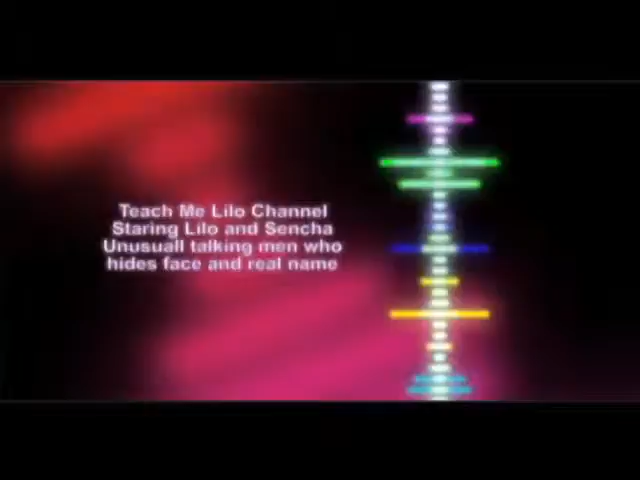 Teach Me Lilo Channel
Staring Lilo and Sencha
Unusuall talking men who
hides face and real name